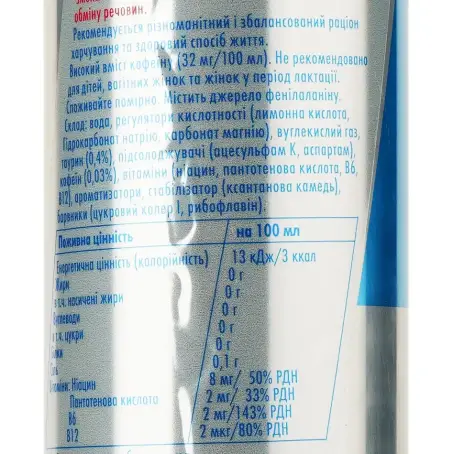 обміну речовин.
Рекомендується різноманітний і збалансований раціон
харчування та здоровий спосіб життя.
Високий вміст кофеїну (32 мг/100 мл). Не рекомендовано
для дітей, вагітних жінок та жінок у період лактації.
Споживайте помірно. Містить джерело фенілаланіну.
Склад: вода, регулятори кислотності (лимонна кислота,
гідрокарбонат натрію, карбонат магнію), вуглекислий газ,
таурин (0,4%), підсолоджувачі (ацесульфам К, аспартам),
кофеїн (0,03%), вітаміни (ніацин, пантотенова кислота, B6,
B12), ароматизатори, стабілізатор (ксантанова камедь),
барвники (цукровий колер I, рибофлавін).
Поживна цінність на 100 мл
Енергетична цінність (калорійність) 13 кДж/3 ккал
Жири 0 г
в т.ч. насичені жири 0 г
Вуглеводи 0 г
в т.ч. цукри 0 г
Білки 0 г
Сіль 0,1 г
Вітаміни: Ніацин 8 мг/ 50% РДН
Пантотенова кислота 2 мг/ 33% РДН
B6 2 мг/143% РДН
B12 2 мкг/80% РДН